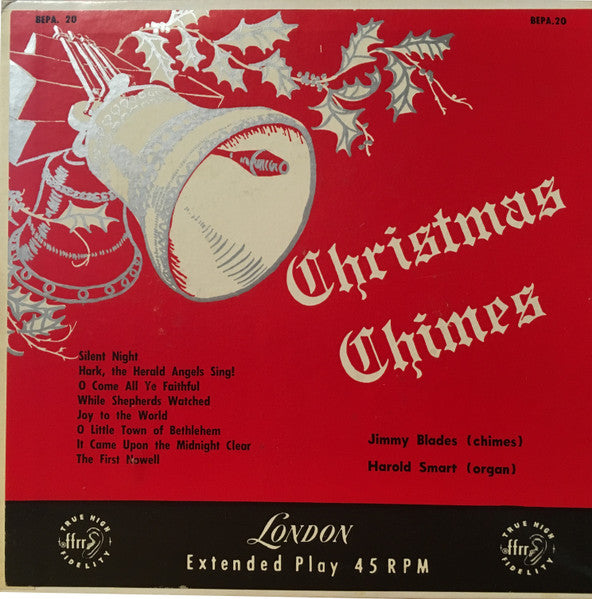 BEPA. 20
BEPA.20
Christmas
Chimes
Silent Night
Hark, the Herald Angels Sing!
O Come All Ye Faithful
While Shepherds Watched
Joy to the World
O Little Town of Bethlehem
It Came Upon the Midnight Clear
The First Nowell
Jimmy Blades (chimes)
Harold Smart (organ)
TRUE HIGH
ffrr
FIDELITY
LONDON
Extended Play 45 RPM
TRUE HIGH
ffrr
FIDELITY